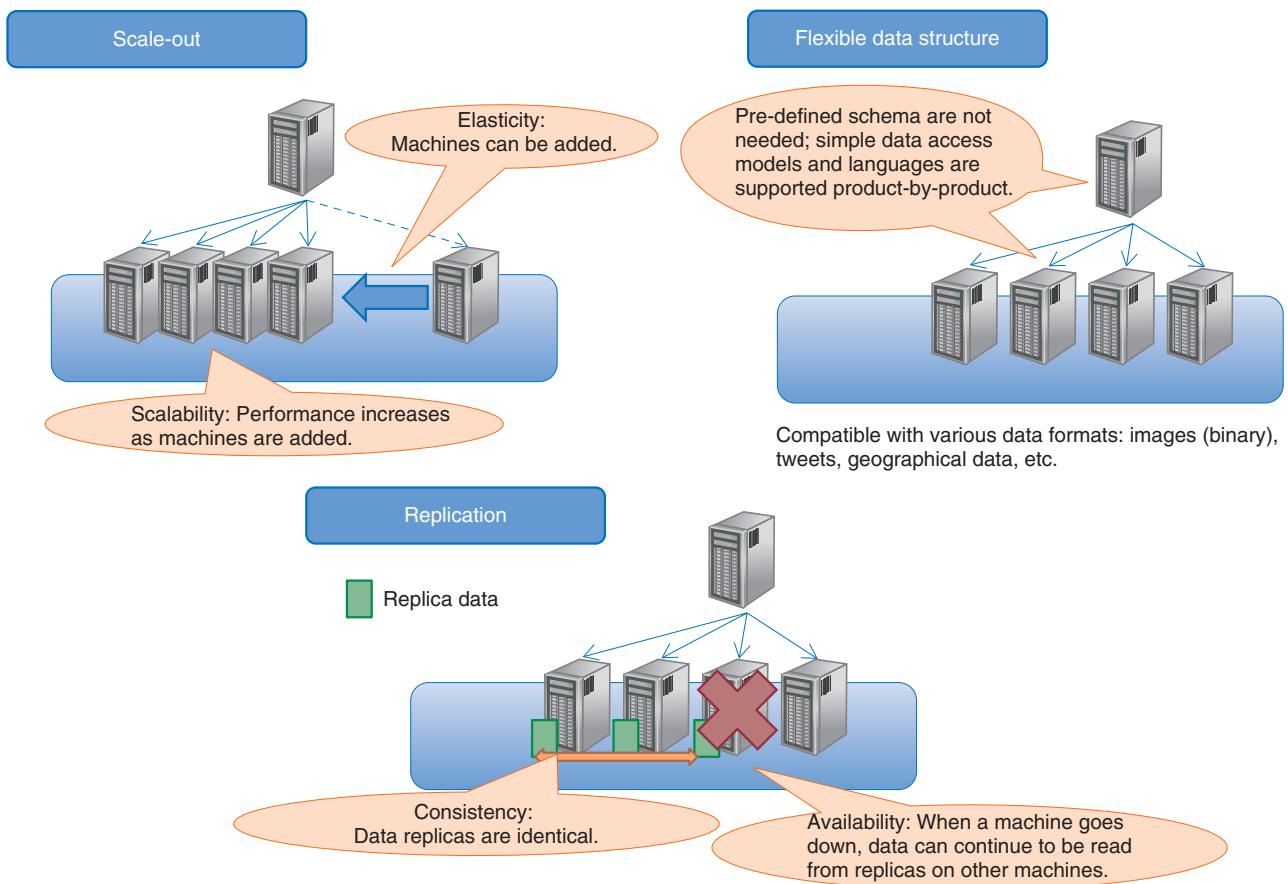 Scale-out
Elasticity:
Machines can be added.
Scalability: Performance increases
as machines are added.
Flexible data structure
Pre-defined schema are not
needed; simple data access
models and languages are
supported product-by-product.
Compatible with various data formats: images (binary),
tweets, geographical data, etc.
Replication
Replica data
Consistency:
Data replicas are identical.
Availability: When a machine goes
down, data can continue to be read
from replicas on other machines.